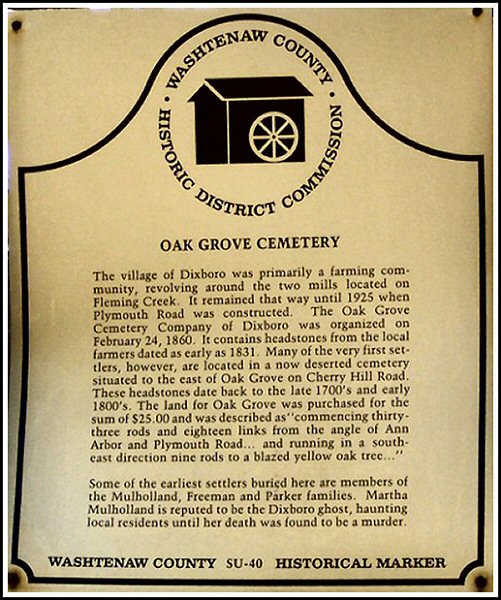 WASHTENAW COUNTY
HISTORIC DISTRICT COMMISSION
OAK GROVE CEMETERY
The village of Dixboro was primarily a farming com-
munity, revolving around the two mills located on
Fleming Creek. It remained that way until 1925 when
Plymouth Road was constructed. The Oak Grove
Cemetery Company of Dixboro was organized on
February 24, 1860. It contains headstones from the local
farmers dated as early as 1831. Many of the very first set-
tlers, however, are located in a now deserted cemetery
situated to the east of Oak Grove on Cherry Hill Road.
These headstones date back to the late 1700's and early
1800's. The land for Oak Grove was purchased for the
sum of $25.00 and was described as "commencing thirty-
three rods and eighteen links from the angle of Ann
Arbor and Plymouth Road... and running in a south-
east direction nine rods to a blazed yellow oak tree..."
Some of the earliest settlers buried here are members of
the Mulholland, Freeman and Parker families. Martha
Mulholland is reputed to be the Dixboro ghost, haunting
local residents until her death was found to be a murder.
WASHTENAW COUNTY SU-40 HISTORICAL MARKER